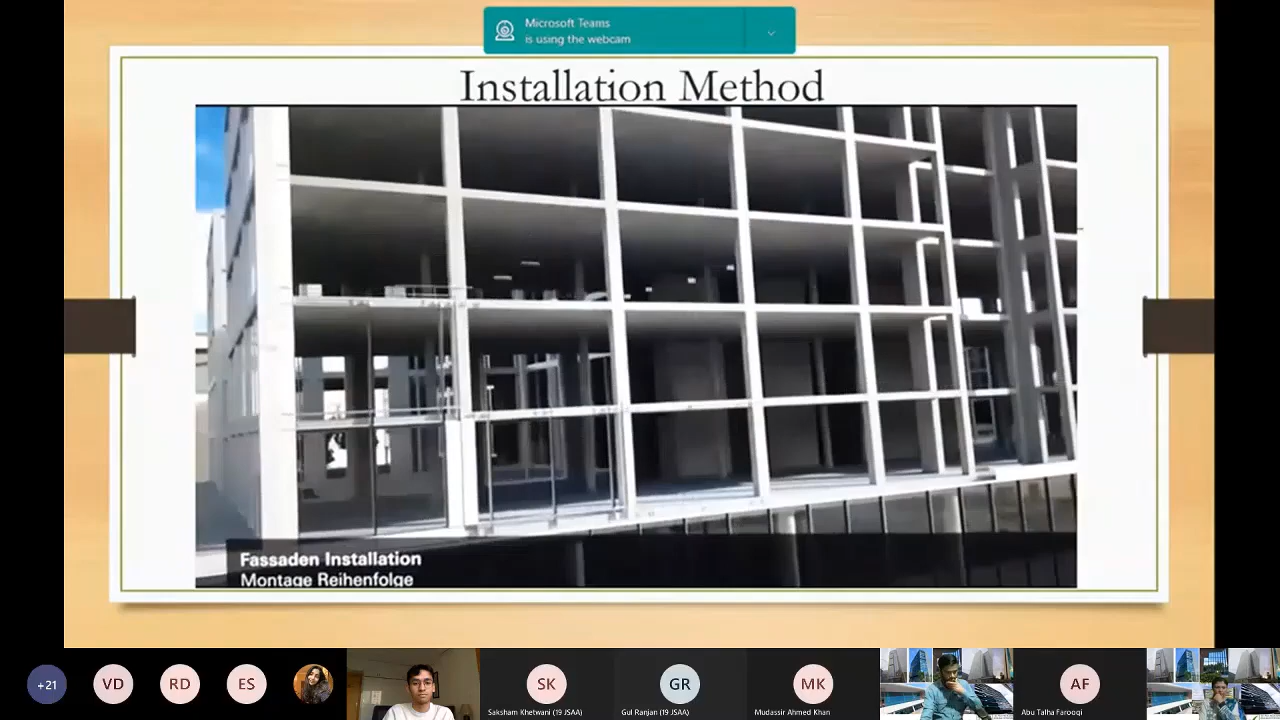 Microsoft Teams
is using the webcam
Installation Method
Fassaden Installation
Montage Reihenfolge
+21
VD
RD
ES
SK
Saksham Khetwani (19 JSAA)
GR
Gul Ranjan (19 JSAA)
MK
Mudassir Ahmed Khan
AF
Abu Talha Farooqi